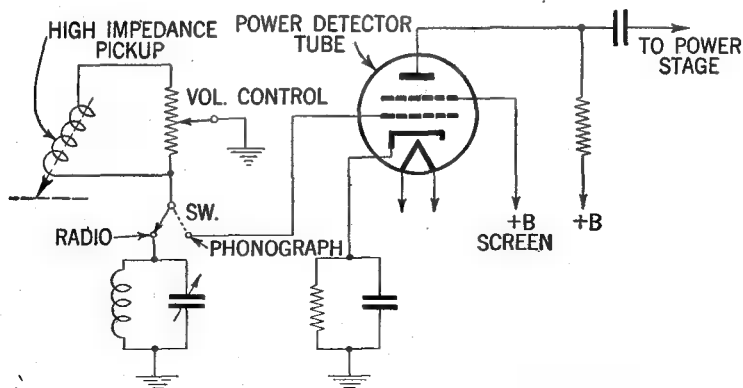 HIGH IMPEDANCE
PICKUP
POWER DETECTOR
TUBE
TO POWER
STAGE
VOL. CONTROL
SW.
RADIO
PHONOGRAPH
+B
SCREEN
+B